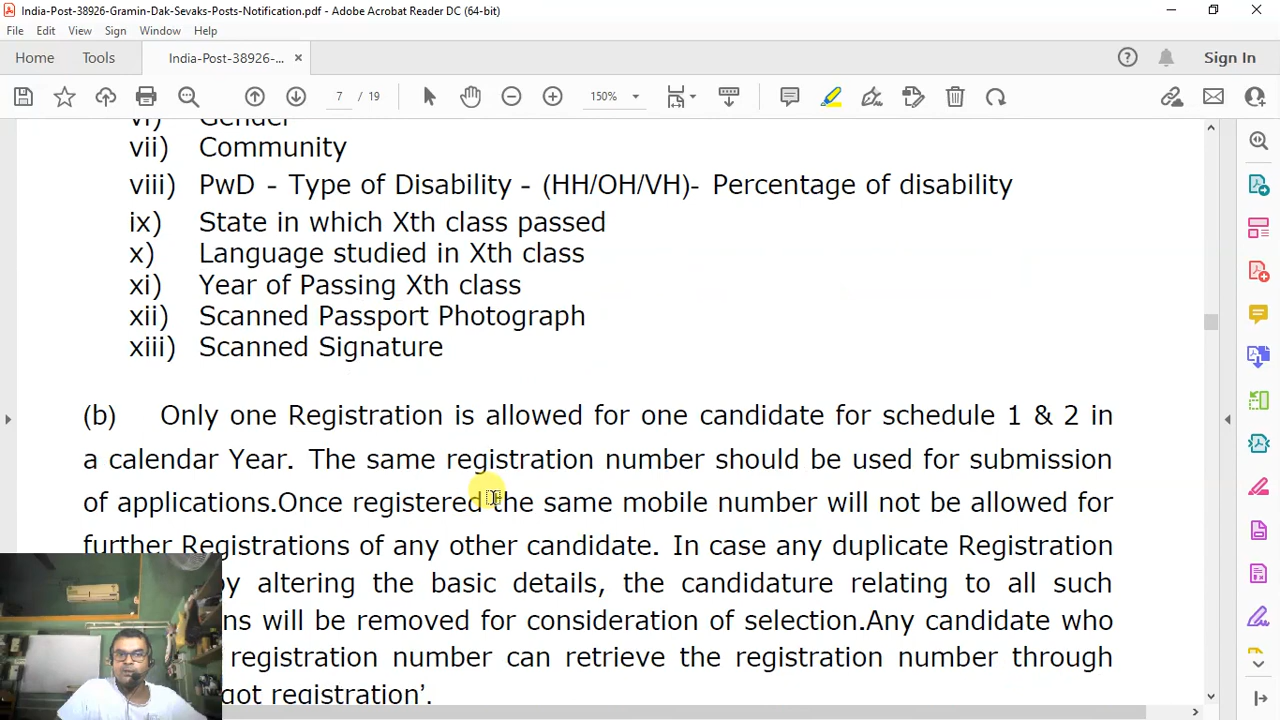 India-Post-38926-Gramin-Dak-Sevaks-Posts-Notification.pdf - Adobe Acrobat Reader DC (64-bit)
File Edit View Sign Window Help
Home Tools India-Post-38926-... × Sign In
7 / 19 150%
vi) Gender
vii) Community
viii) PwD - Type of Disability - (HH/OH/VH)- Percentage of disability
ix) State in which Xth class passed
x) Language studied in Xth class
xi) Year of Passing Xth class
xii) Scanned Passport Photograph
xiii) Scanned Signature
(b) Only one Registration is allowed for one candidate for schedule 1 & 2 in
a calendar Year. The same registration number should be used for submission
of applications.Once registered the same mobile number will not be allowed for
further Registrations of any other candidate. In case any duplicate Registration
by altering the basic details, the candidature relating to all such
ns will be removed for consideration of selection.Any candidate who
registration number can retrieve the registration number through
got registration'.